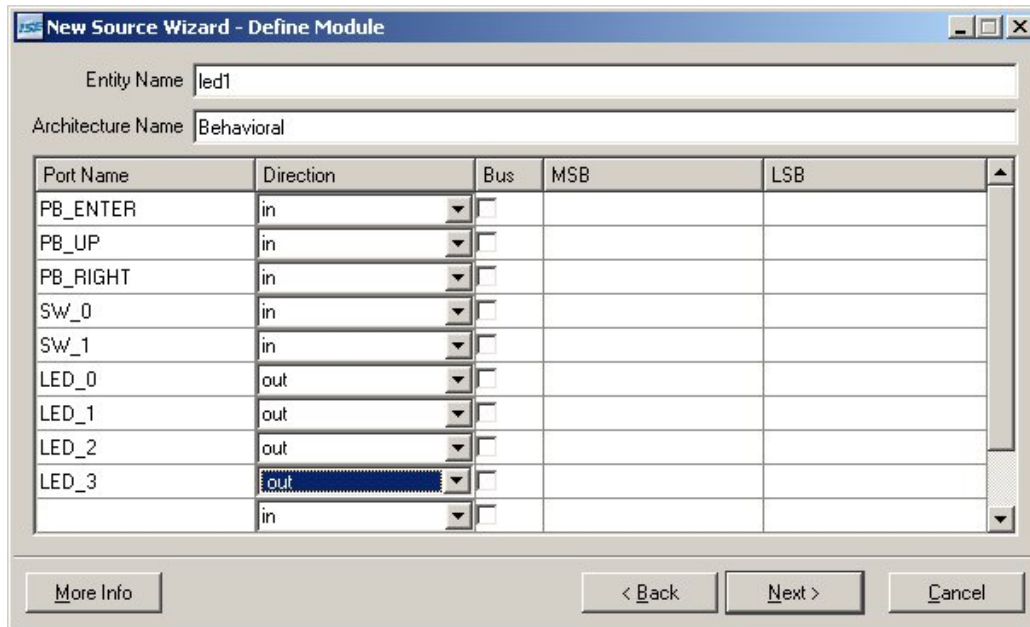 ISE New Source Wizard - Define Module
Entity Name led1
Architecture Name Behavioral
Port Name Direction Bus MSB LSB
PB_ENTER in
PB_UP in
PB_RIGHT in
SW_0 in
SW_1 in
LED_0 out
LED_1 out
LED_2 out
LED_3 out
in
More Info < Back Next > Cancel